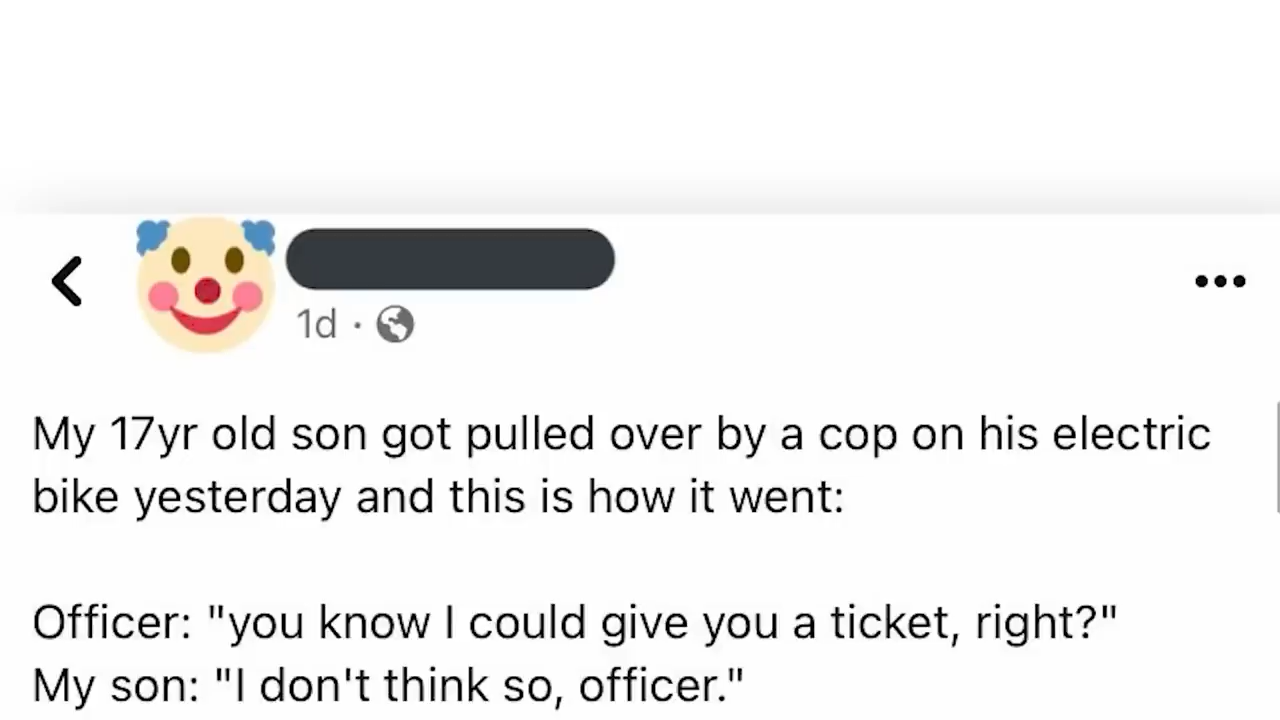 1d ·
My 17yr old son got pulled over by a cop on his electric
bike yesterday and this is how it went:
Officer: "you know I could give you a ticket, right?"
My son: "I don't think so, officer."